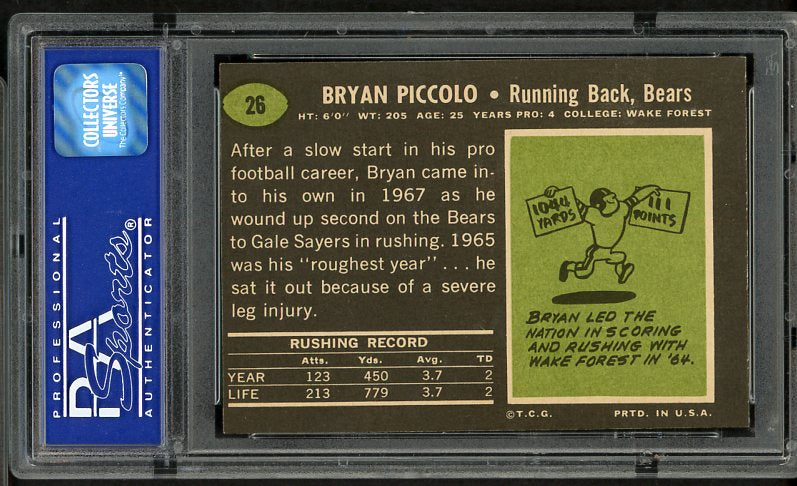 COLLECTORS
UNIVERSE
The Collectors Company™
PROFESSIONAL
PSA
Sports®
AUTHENTICATOR
26
BRYAN PICCOLO • Running Back, Bears
HT: 6'0" WT: 205 AGE: 25 YEARS PRO: 4 COLLEGE: WAKE FOREST
After a slow start in his pro
football career, Bryan came in-
to his own in 1967 as he
wound up second on the Bears
to Gale Sayers in rushing. 1965
was his "roughest year" . . . he
sat it out because of a severe
leg injury.
RUSHING RECORD
Atts. Yds. Avg. TD
YEAR 123 450 3.7 2
LIFE 213 779 3.7 2
1044
YARDS
111
POINTS
BRYAN LED THE
NATION IN SCORING
AND RUSHING WITH
WAKE FOREST IN '64.
©T.C.G. PRTD. IN U.S.A.